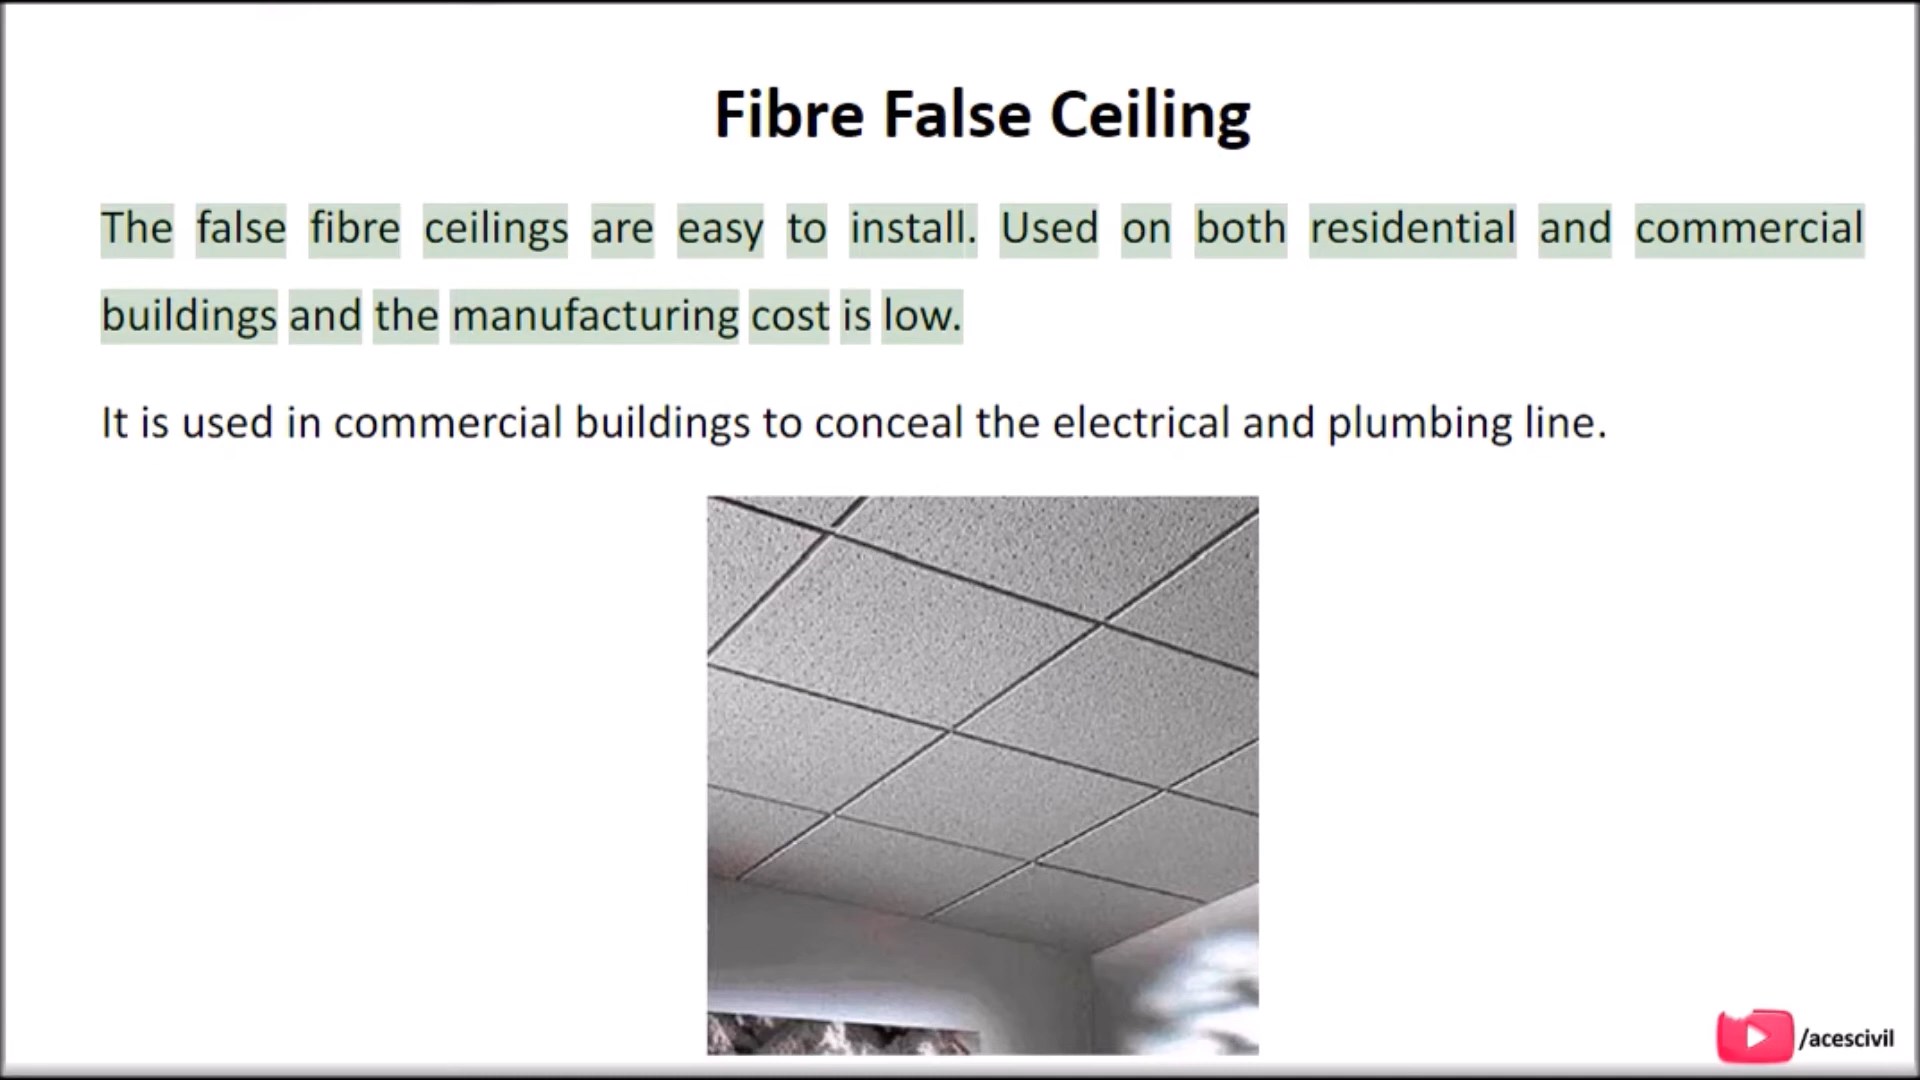 Fibre False Ceiling
The false fibre ceilings are easy to install. Used on both residential and commercial
buildings and the manufacturing cost is low.
It is used in commercial buildings to conceal the electrical and plumbing line.
/acescivil